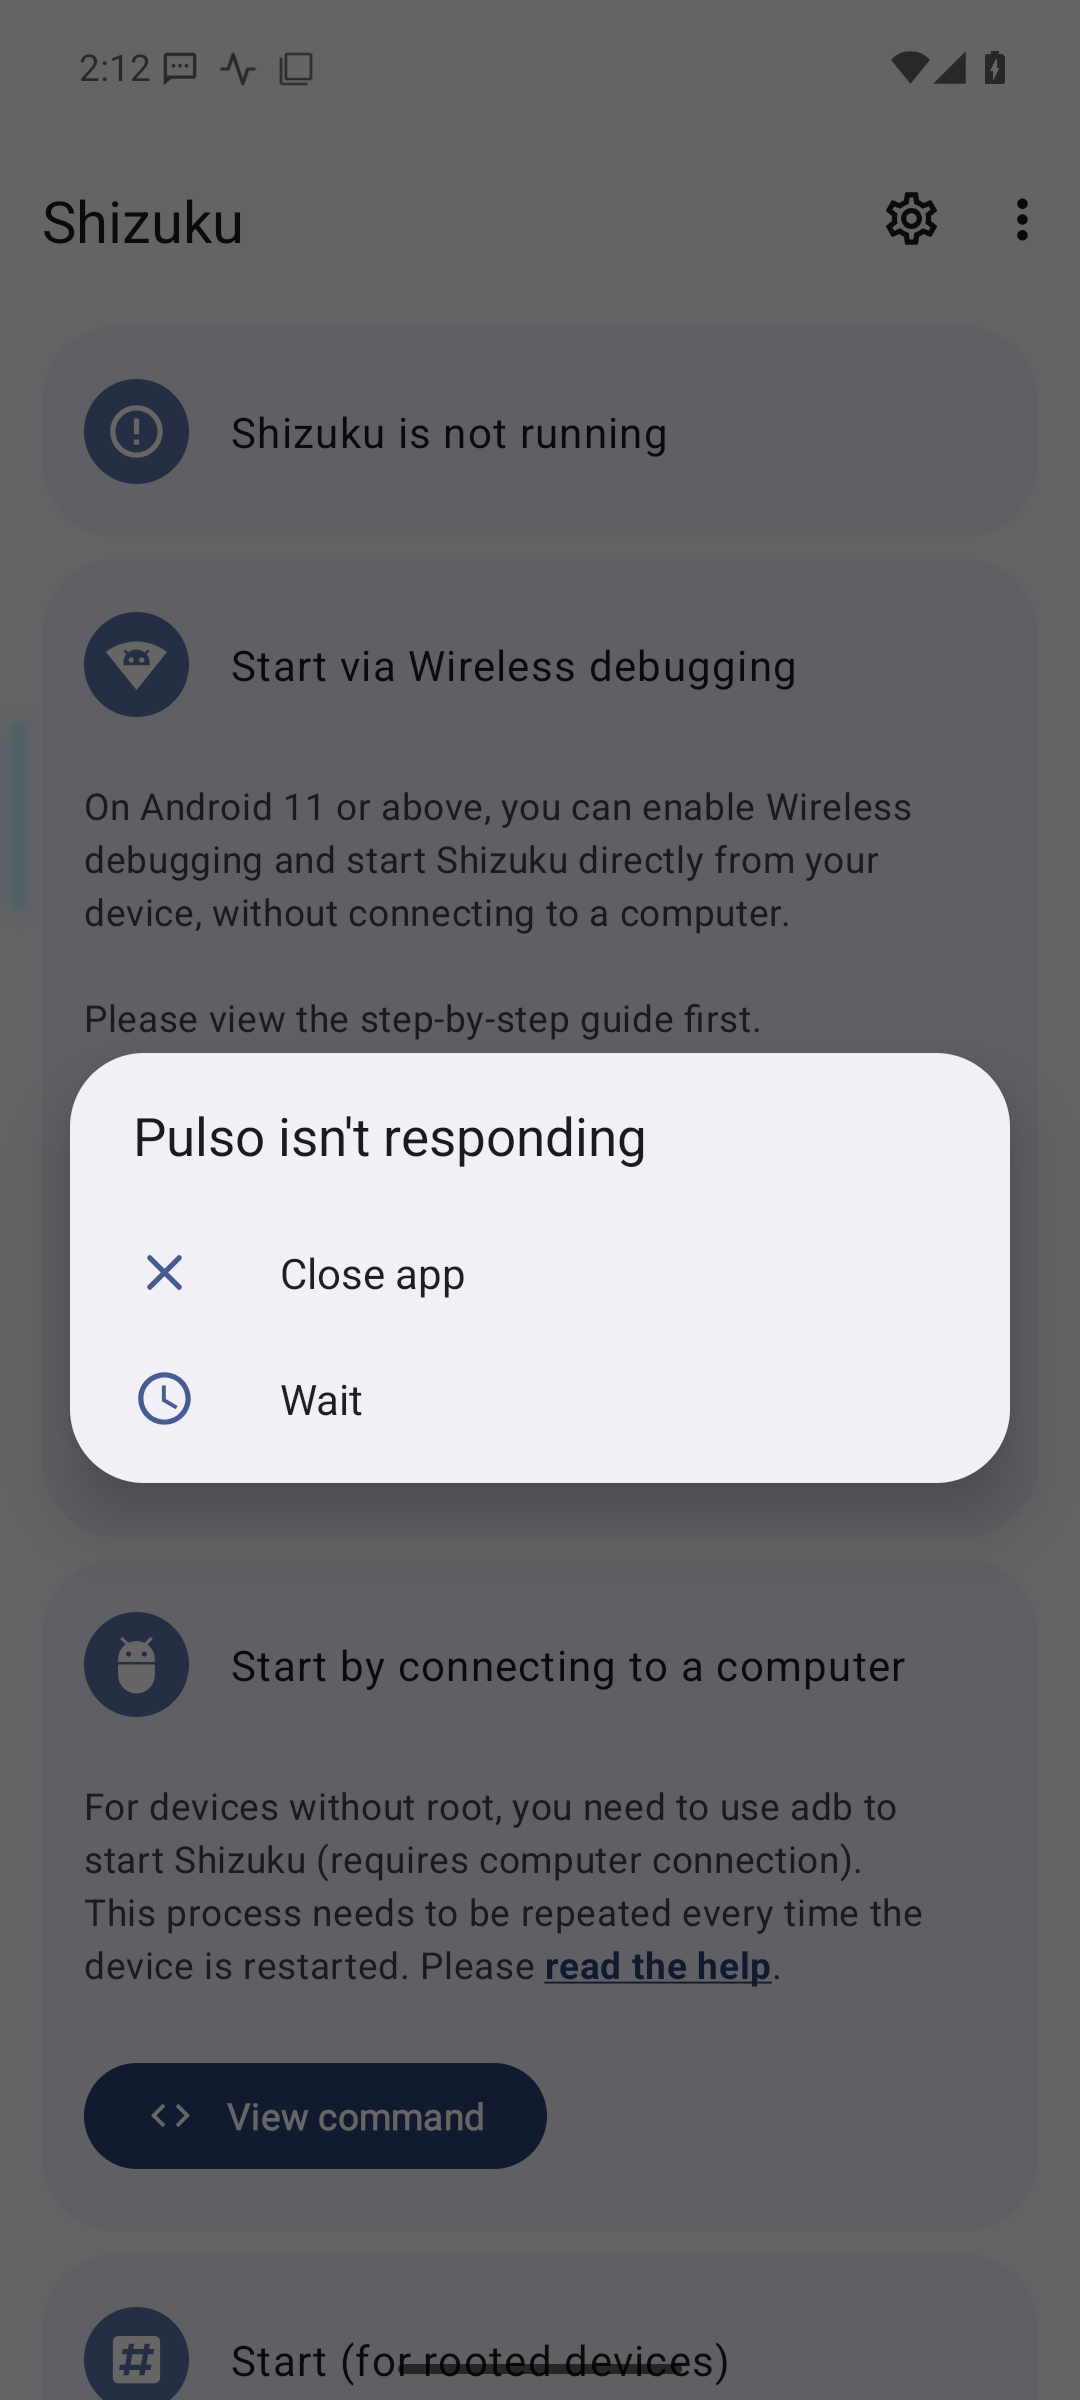 2:12
Shizuku
Shizuku is not running
Start via Wireless debugging
On Android 11 or above, you can enable Wireless
debugging and start Shizuku directly from your
device, without connecting to a computer.
Please view the step-by-step guide first.
Pulso isn't responding
Close app
Wait
Start by connecting to a computer
For devices without root, you need to use adb to
start Shizuku (requires computer connection).
This process needs to be repeated every time the
device is restarted. Please read the help.
View command
Start (for rooted devices)